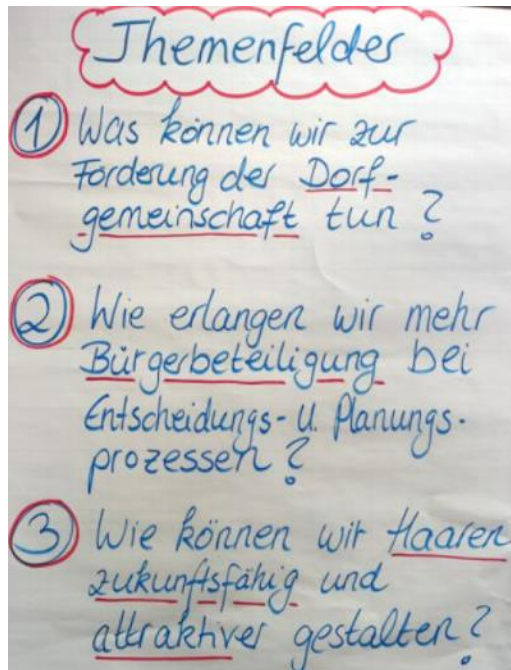 Themenfelder
1 Was können wir zur
Förderung der Dorf-
gemeinschaft tun?
2 Wie erlangen wir mehr
Bürgerbeteiligung bei
Entscheidungs- u. Planungs-
prozessen?
3 Wie können wir Haaren
zukunftsfähig und
attraktiver gestalten?